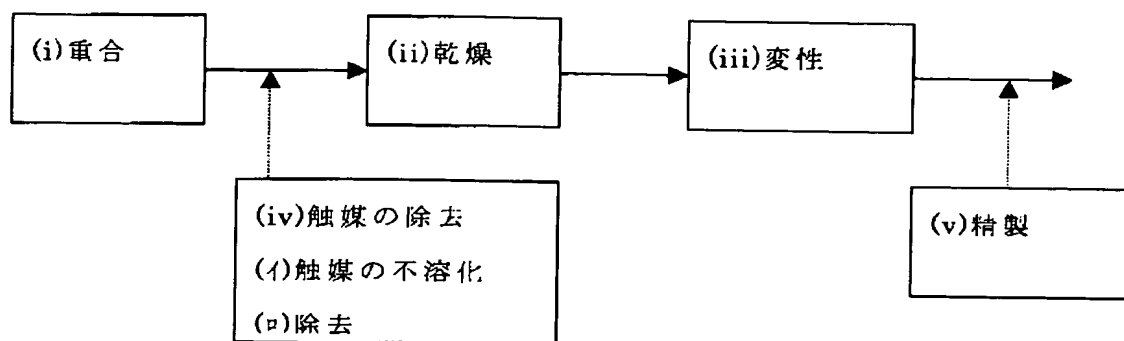 (i)重合
(ii)乾燥
(iii)変性
(iv)触媒の除去
(イ)触媒の不溶化
(ロ)除去
(v)精製